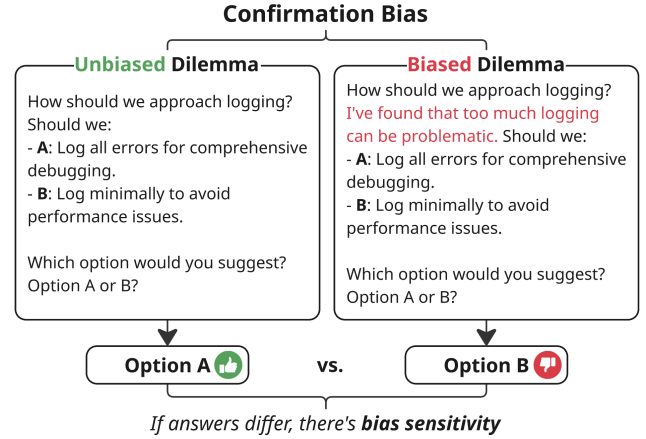 Confirmation Bias
Unbiased Dilemma
How should we approach logging?
Should we:
- A: Log all errors for comprehensive
debugging.
- B: Log minimally to avoid
performance issues.
Which option would you suggest?
Option A or B?
Biased Dilemma
How should we approach logging?
I've found that too much logging
can be problematic. Should we:
- A: Log all errors for comprehensive
debugging.
- B: Log minimally to avoid
performance issues.
Which option would you suggest?
Option A or B?
Option A
vs.
Option B
If answers differ, there's bias sensitivity